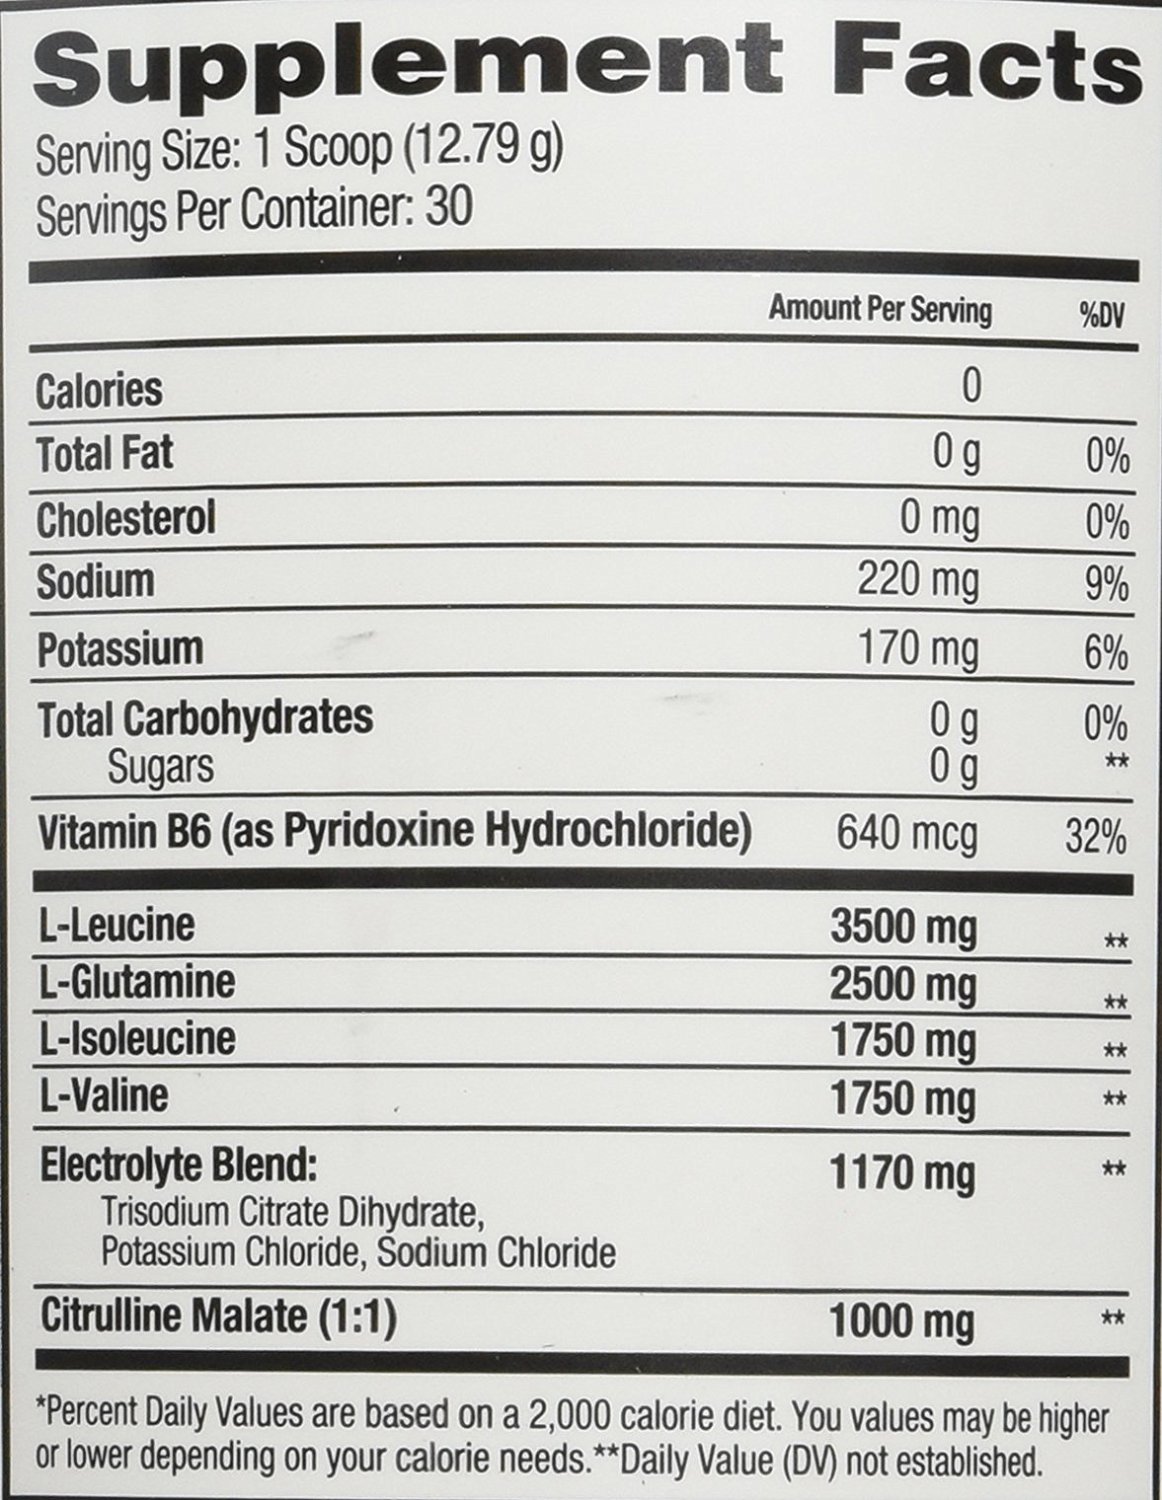 Supplement Facts
Serving Size: 1 Scoop (12.79 g)
Servings Per Container: 30
Amount Per Serving %DV
Calories 0
Total Fat 0 g 0%
Cholesterol 0 mg 0%
Sodium 220 mg 9%
Potassium 170 mg 6%
Total Carbohydrates 0 g 0%
Sugars 0 g **
Vitamin B6 (as Pyridoxine Hydrochloride) 640 mcg 32%
L-Leucine 3500 mg **
L-Glutamine 2500 mg **
L-Isoleucine 1750 mg **
L-Valine 1750 mg **
Electrolyte Blend: 1170 mg **
Trisodium Citrate Dihydrate,
Potassium Chloride, Sodium Chloride
Citrulline Malate (1:1) 1000 mg **
*Percent Daily Values are based on a 2,000 calorie diet. You values may be higher
or lower depending on your calorie needs.**Daily Value (DV) not established.